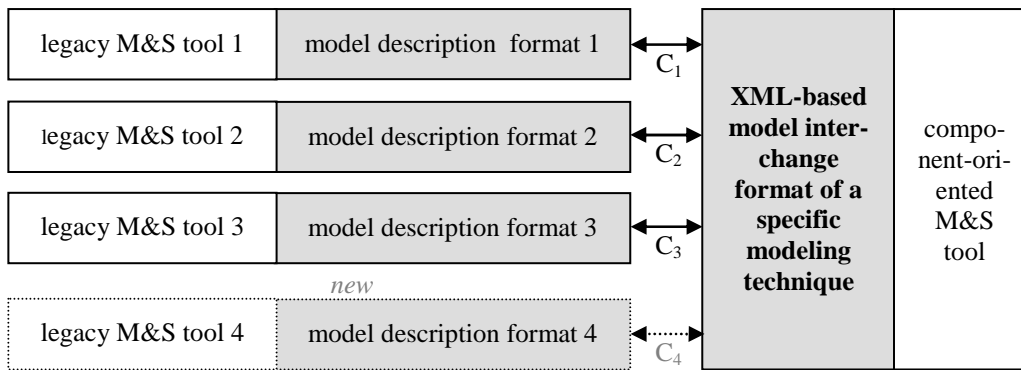 legacy M&S tool 1 model description format 1
C1
legacy M&S tool 2 model description format 2
C2
legacy M&S tool 3 model description format 3
C3
new
legacy M&S tool 4 model description format 4
C4
XML-based
model inter-
change
format of a
specific
modeling
technique
compo-
nent-ori-
ented
M&S
tool